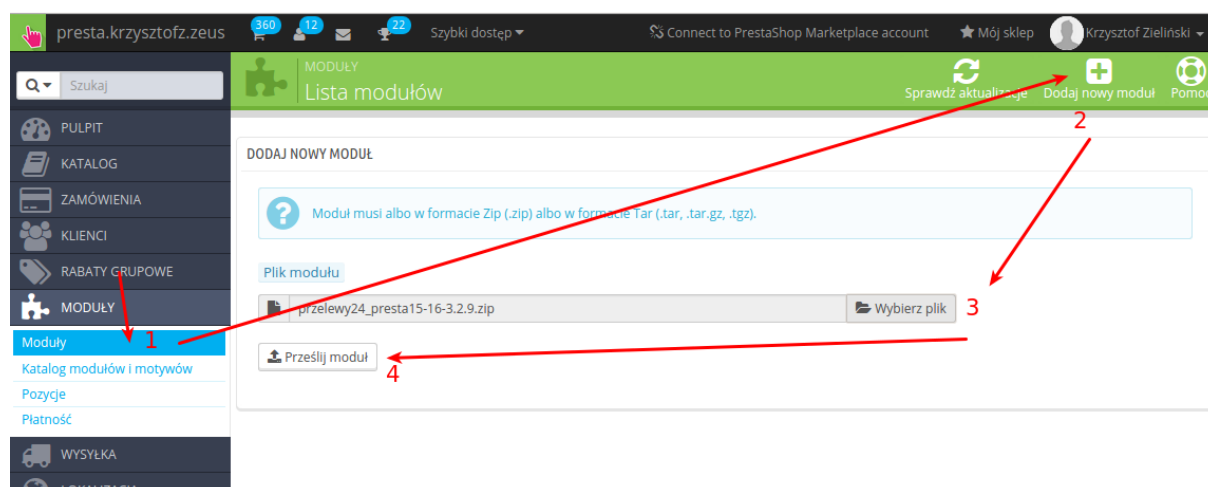 presta.krzysztofz.zeus 360 12 22 Szybki dostęp Connect to PrestaShop Marketplace account Mój sklep Krzysztof Zieliński
Szukaj
MODUŁY
Lista modułów
Sprawdź aktualizacje Dodaj nowy moduł Pomoc
2
PULPIT
KATALOG
ZAMÓWIENIA
KLIENCI
RABATY GRUPOWE
MODUŁY
Moduły 1
Katalog modułów i motywów
Pozycje
Płatność
WYSYŁKA
DODAJ NOWY MODUŁ
Moduł musi albo w formacie Zip (.zip) albo w formacie Tar (.tar, .tar.gz, .tgz).
Plik modułu
przelewy24_presta15-16-3.2.9.zip Wybierz plik 3
Prześlij moduł 4